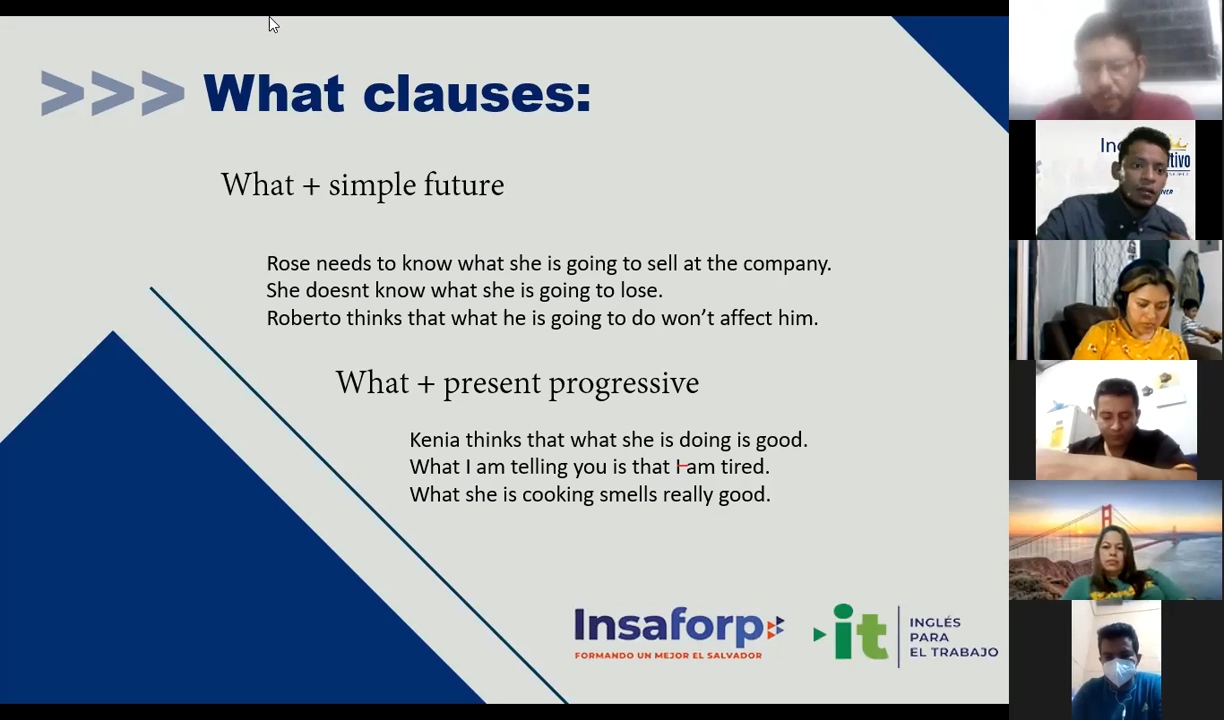 >>> What clauses:
What + simple future
Rose needs to know what she is going to sell at the company.
She doesnt know what she is going to lose.
Roberto thinks that what he is going to do won't affect him.
What + present progressive
Kenia thinks that what she is doing is good.
What I am telling you is that I am tired.
What she is cooking smells really good.
Insaforp
FORMANDO UN MEJOR EL SALVADOR
it
INGLÉS
PARA
EL TRABAJO